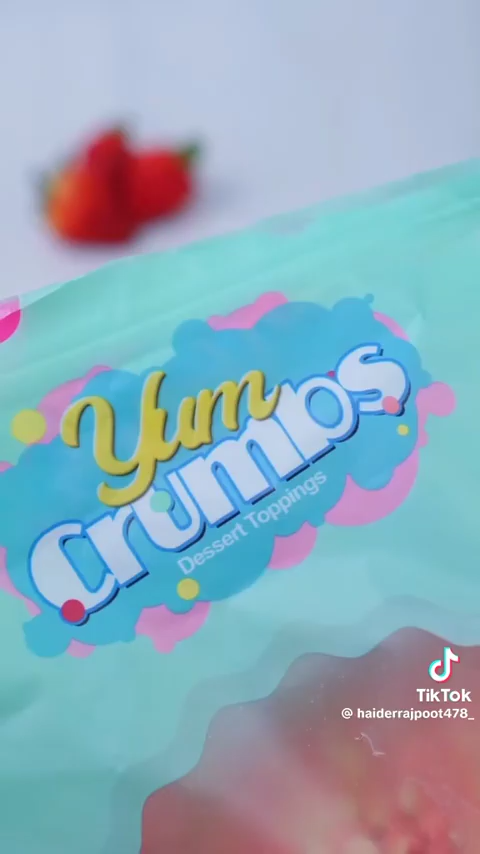 Yum
Crumbs
Dessert Toppings
TikTok
@ haiderrajpoot478_